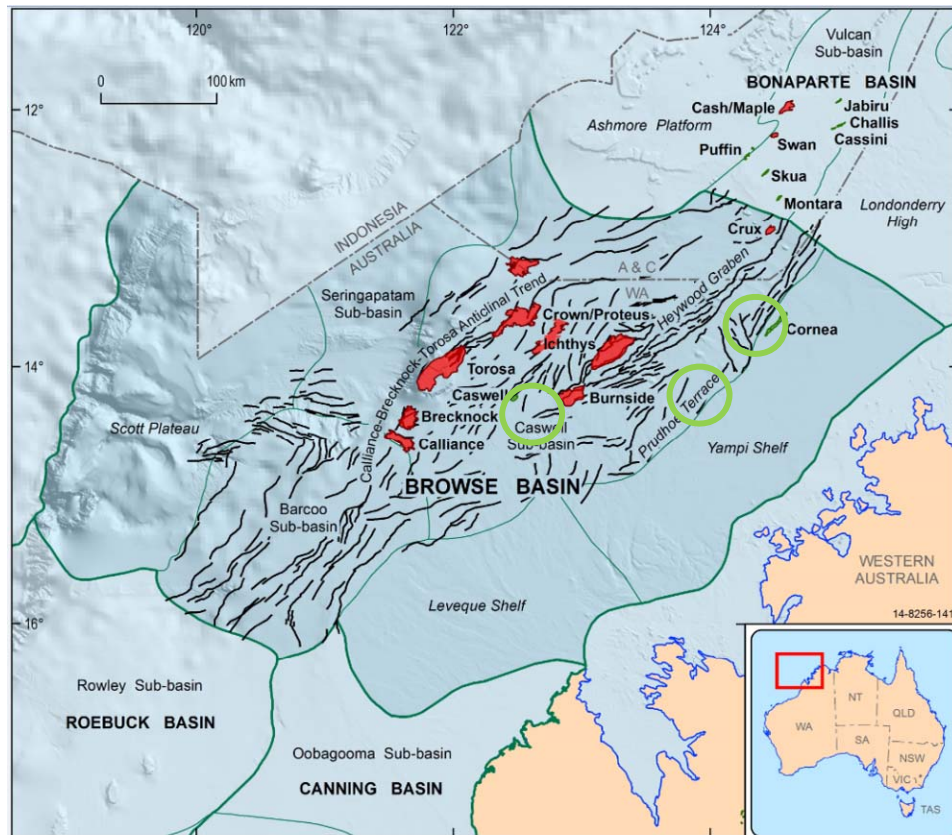 120°
122°
124°
Vulcan
Sub-basin
BONAPARTE BASIN
0
100 km
12°
Cash/Maple
Jabiru
Ashmore Platform
Challis
Swan
Cassini
Puffin
Skua
Montara
Londonderry
High
Crux
INDONESIA
AUSTRALIA
A & C
WA
Heywood Graben
Seringapatam
Sub-basin
Calliance-Brecknock-Torosa Anticlinal Trend
Crown/Proteus
Ichthys
Cornea
14°
Torosa
Caswell
Burnside
Prudhoe Terrace
Brecknock
Caswell
Sub-basin
Scott Plateau
Calliance
Yampi Shelf
BROWSE BASIN
Barcoo
Sub-basin
WESTERN
AUSTRALIA
Leveque Shelf
14-8256-141
16°
Rowley Sub-basin
ROEBUCK BASIN
Oobagooma Sub-basin
CANNING BASIN
NT
QLD
WA
SA
NSW
VIC
TAS